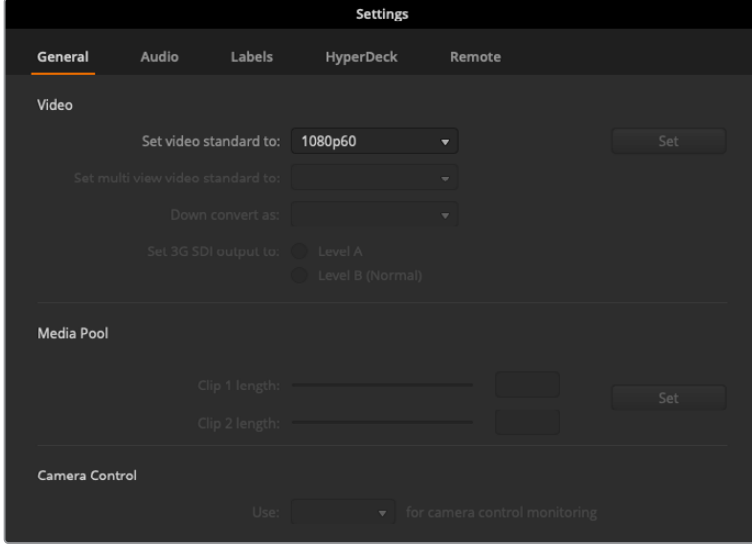 Settings
General Audio Labels HyperDeck Remote
Video
Set video standard to: 1080p60 Set
Set multi view video standard to:
Down convert as:
Set 3G SDI output to: Level A
Level B (Normal)
Media Pool
Clip 1 length:
Set
Clip 2 length:
Camera Control
Use: for camera control monitoring